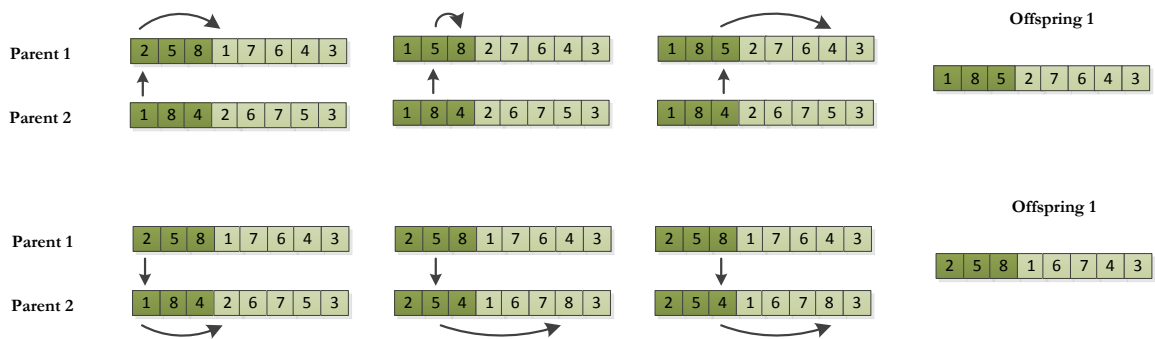 Offspring 1
Parent 1 2 5 8 1 7 6 4 3 1 5 8 2 7 6 4 3 1 8 5 2 7 6 4 3
1 8 5 2 7 6 4 3
Parent 2 1 8 4 2 6 7 5 3 1 8 4 2 6 7 5 3 1 8 4 2 6 7 5 3
Offspring 1
Parent 1 2 5 8 1 7 6 4 3 2 5 8 1 7 6 4 3 2 5 8 1 7 6 4 3
2 5 8 1 6 7 4 3
Parent 2 1 8 4 2 6 7 5 3 2 5 4 1 6 7 8 3 2 5 4 1 6 7 8 3